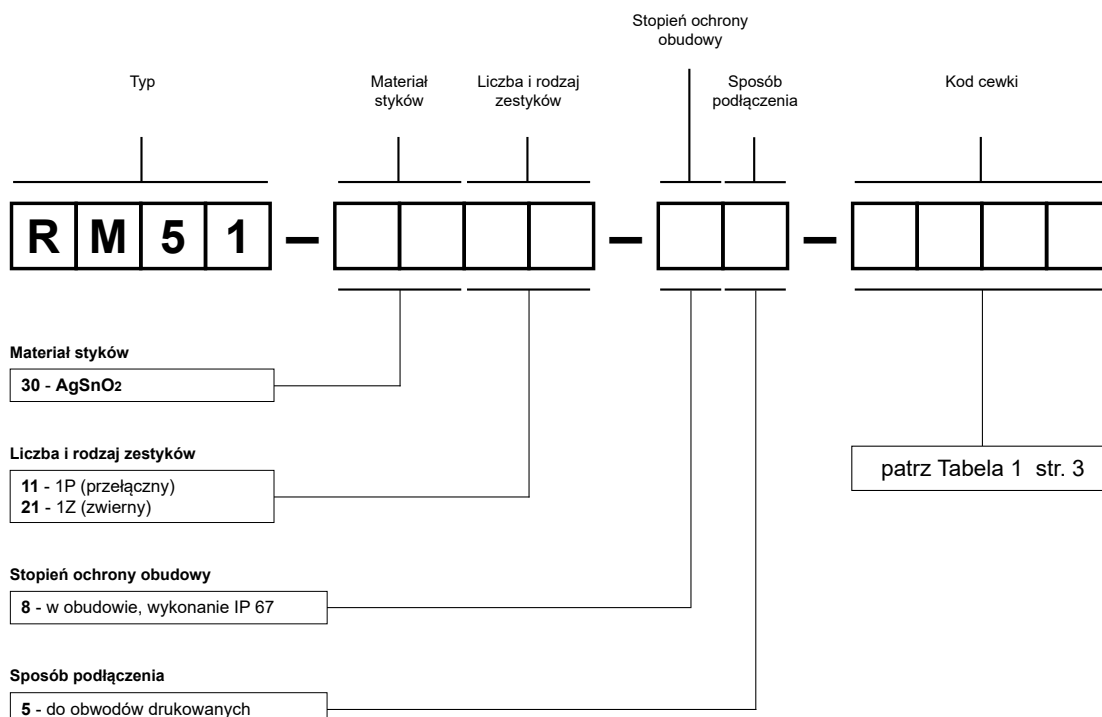 Stopień ochrony
obudowy
Typ
Materiał
styków
Liczba i rodzaj
zestyków
Sposób
podłączenia
Kod cewki
R M 5 1 – – –
Materiał styków
30 - AgSnO2
Liczba i rodzaj zestyków
11 - 1P (przełączny)
21 - 1Z (zwierny)
patrz Tabela 1 str. 3
Stopień ochrony obudowy
8 - w obudowie, wykonanie IP 67
Sposób podłączenia
5 - do obwodów drukowanych